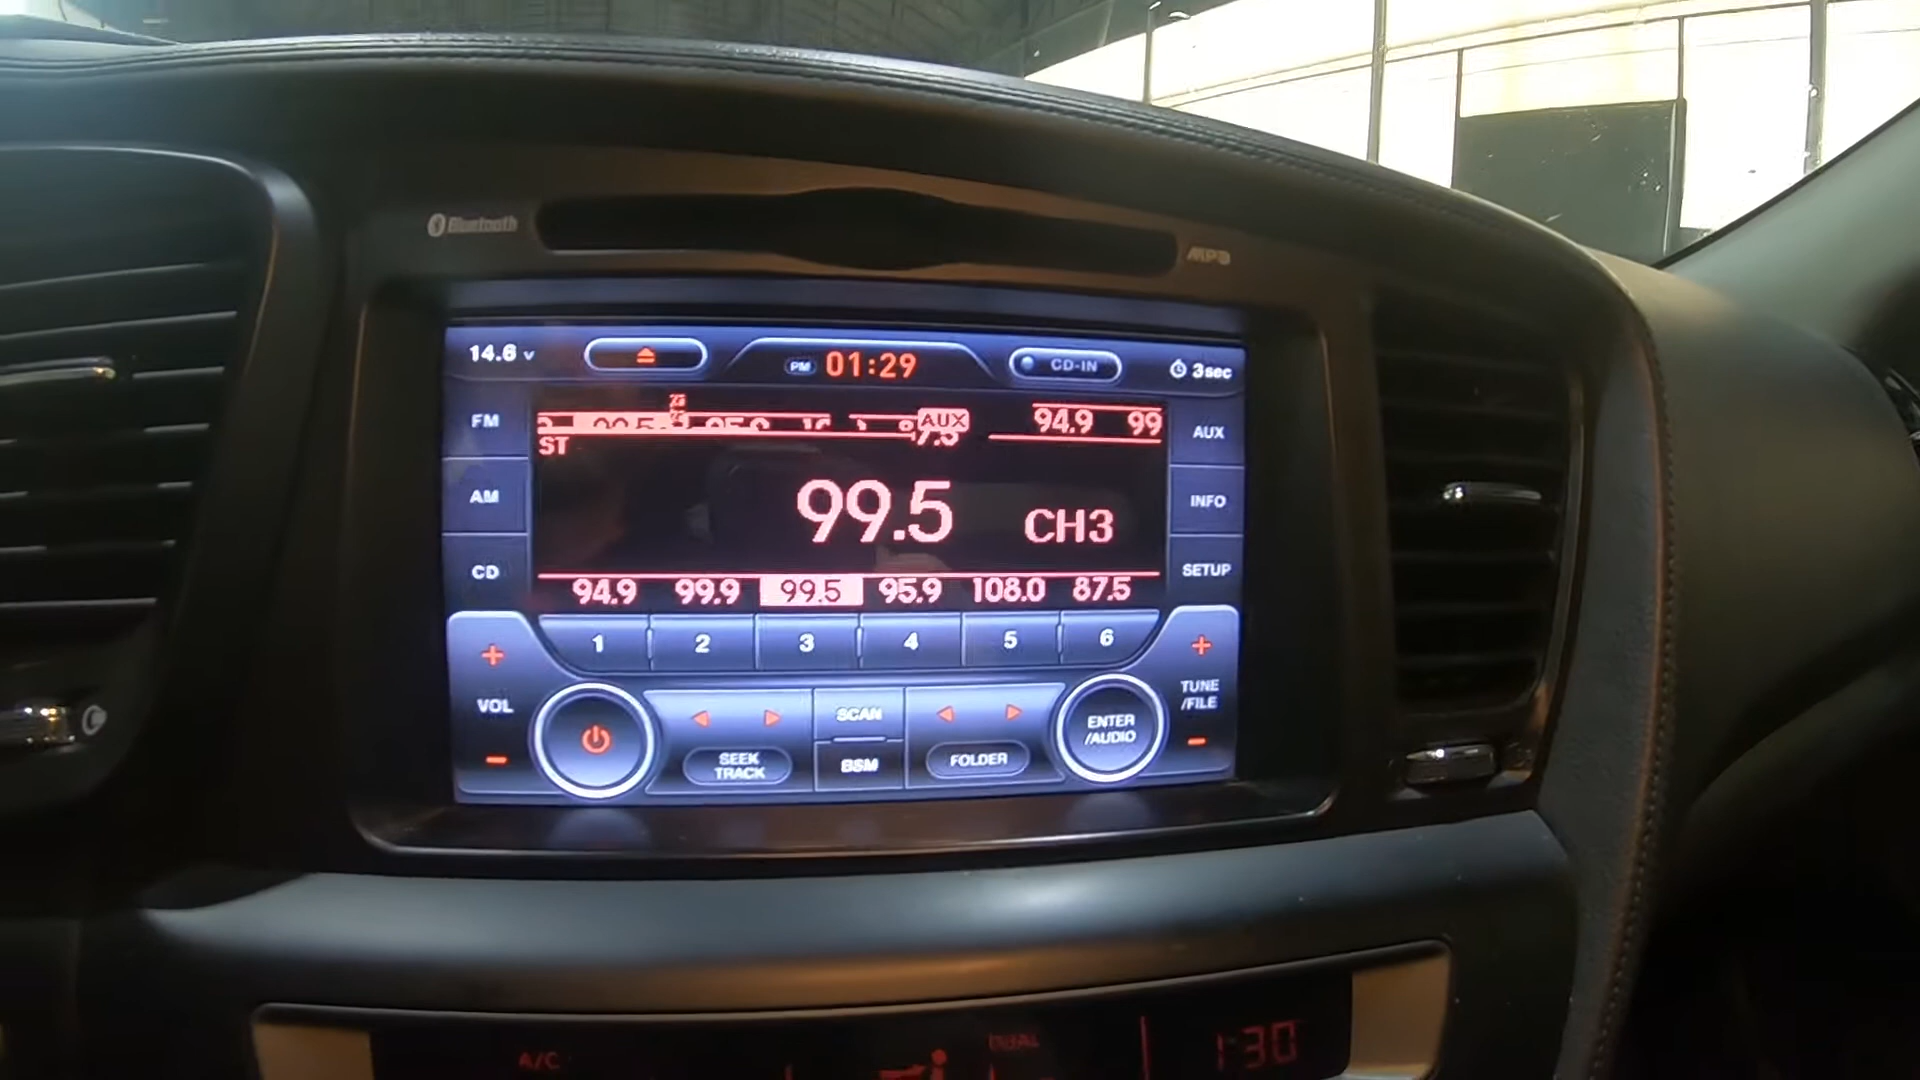 Bluetooth
MP3
14.6 v
PM 01:29
CD-IN
3sec
FM
AUX
94.9 99
AUX
ST
AM
99.5 CH3
INFO
CD
SETUP
94.9 99.9 99.5 95.9 108.0 87.5
1 2 3 4 5 6
+
+
VOL
TUNE
/FILE
-
-
SCAN
ENTER
/AUDIO
SEEK
TRACK
BSM
FOLDER
A/C
DUAL
1:30